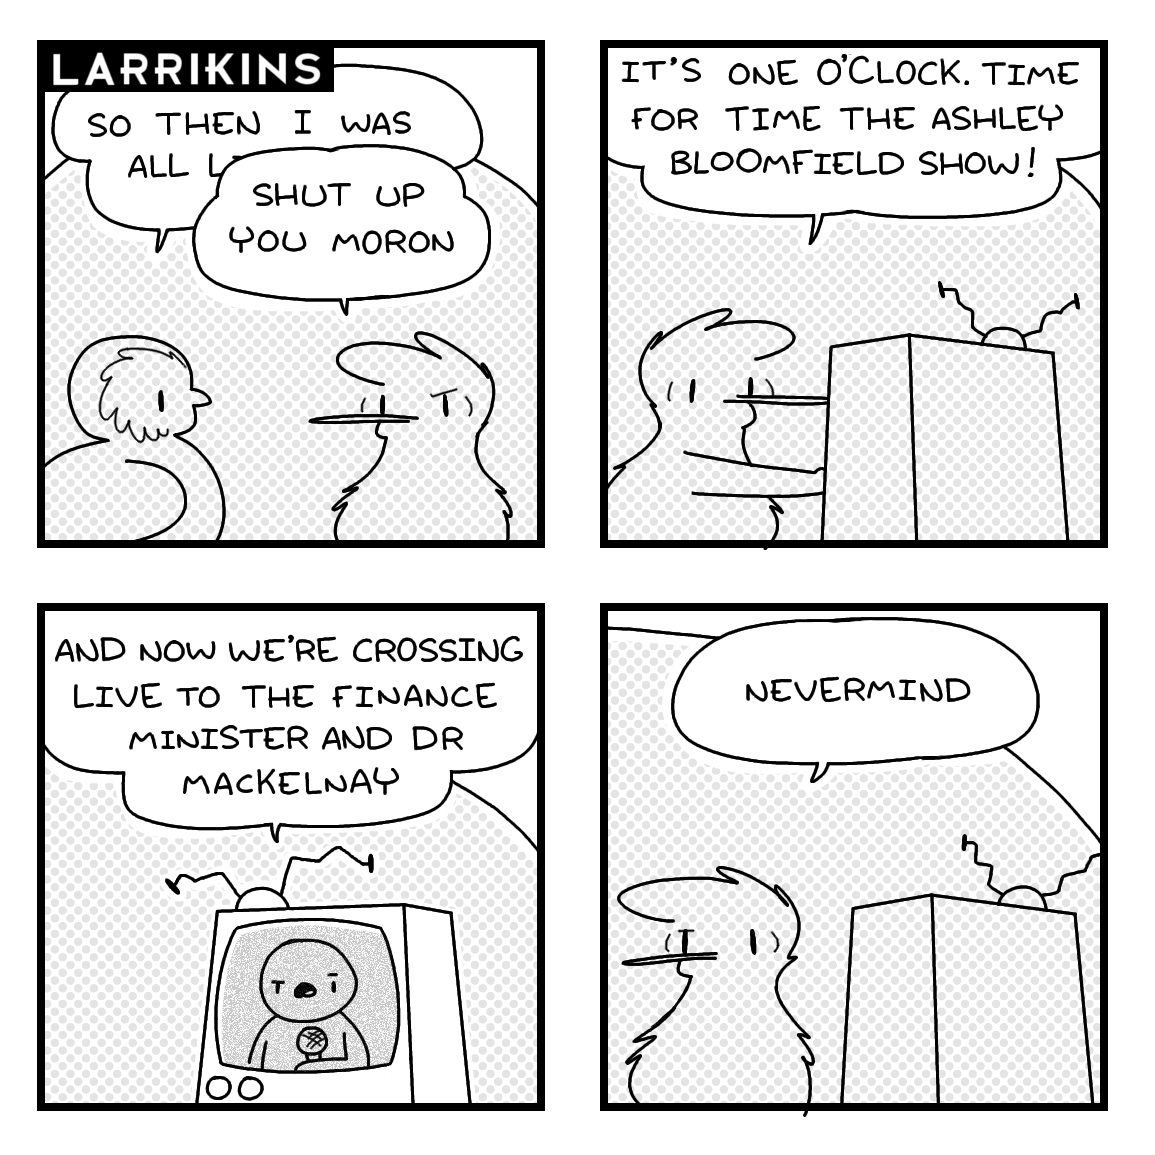 LARRIKINS
SO THEN I WAS
ALL
SHUT UP
YOU MORON
IT'S ONE O'CLOCK. TIME
FOR TIME THE ASHLEY
BLOOMFIELD SHOW!
AND NOW WE'RE CROSSING
LIVE TO THE FINANCE
MINISTER AND DR
MACKELNAY
NEVERMIND